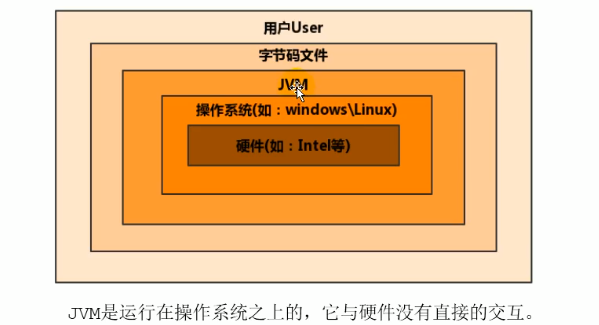 用户User
字节码文件
JVM
操作系统(如：windows\Linux)
硬件(如：Intel等)
JVM是运行在操作系统之上的，它与硬件没有直接的交互。